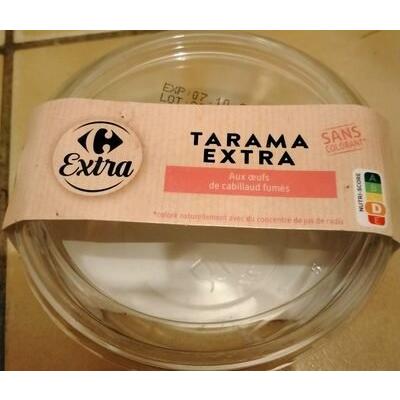 EXP:07.10
LOT
TARAMA
EXTRA
SANS
COLORANT*
Extra
Aux œufs
de cabillaud fumés
NUTRI-SCORE
A
B
C
D
E
*coloré naturellement avec du concentré de jus de radis